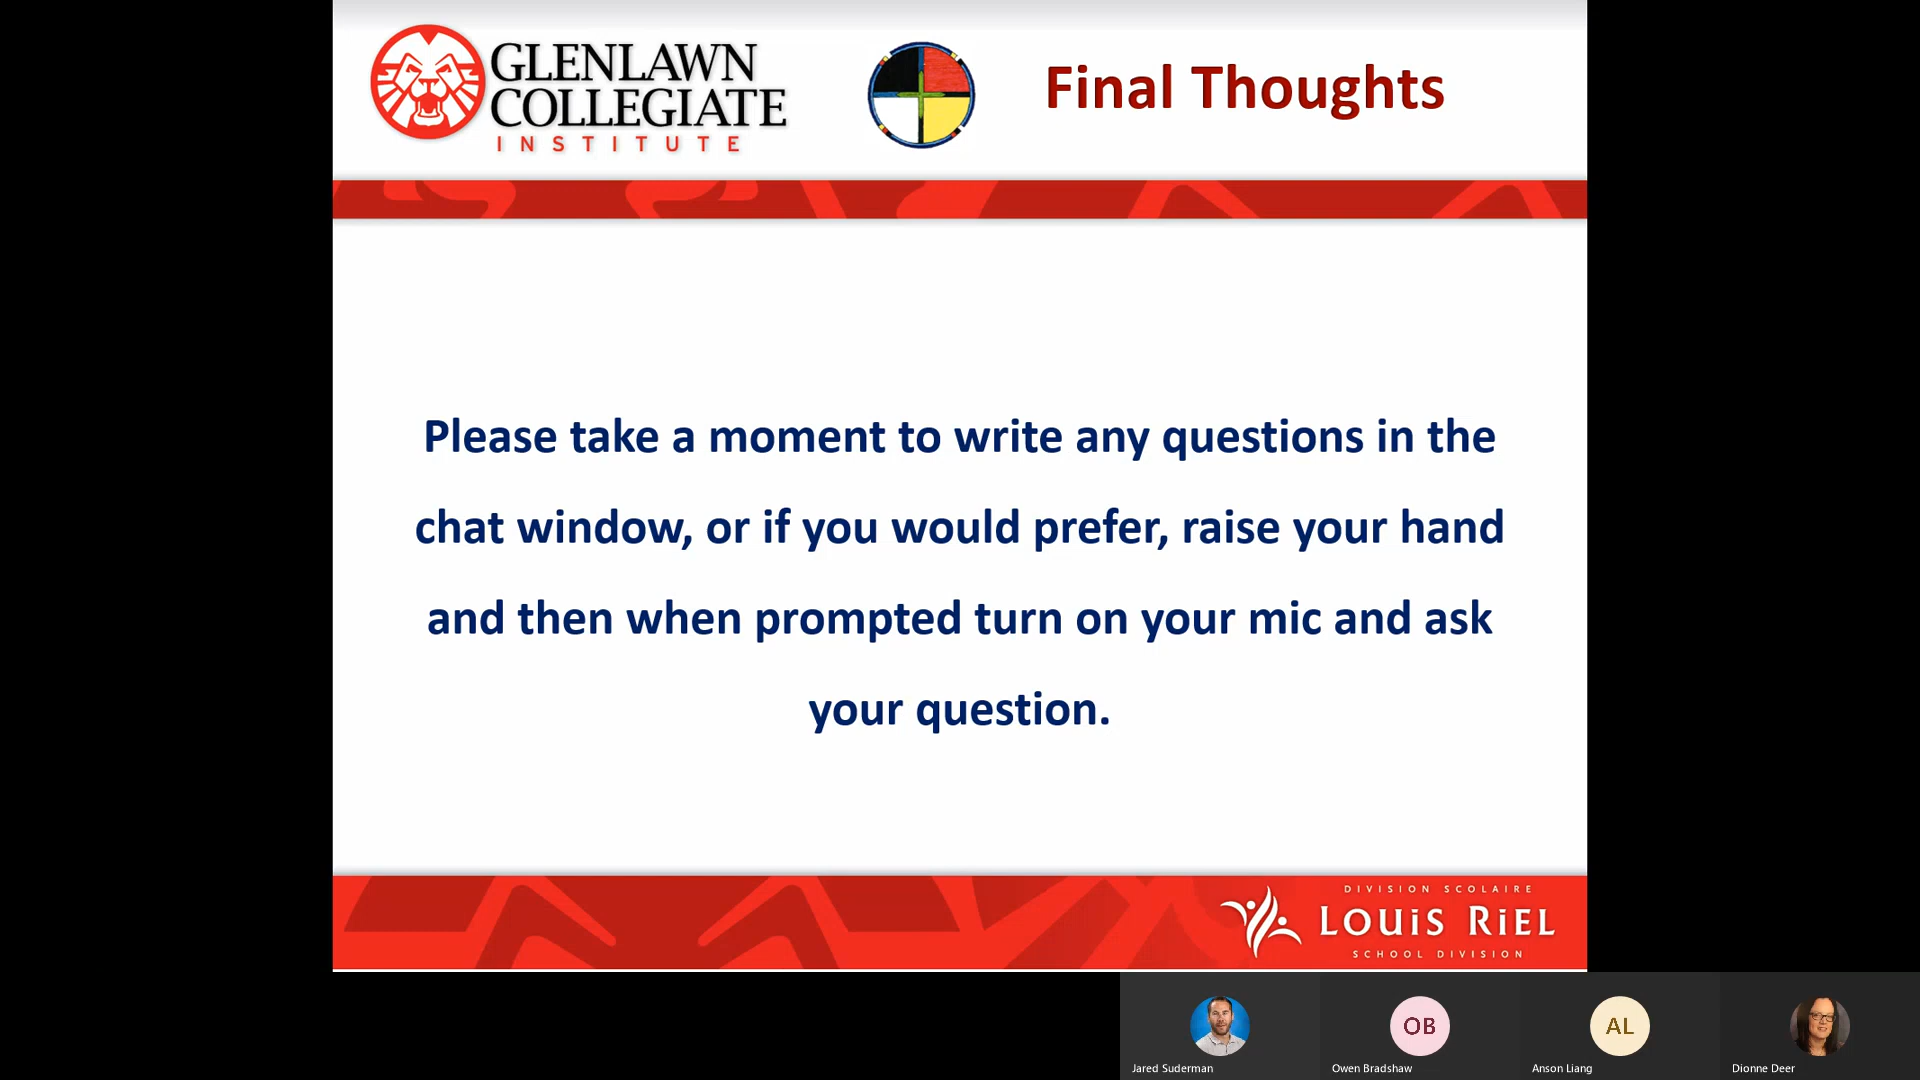 GLENLAWN
COLLEGIATE
INSTITUTE
Final Thoughts
Please take a moment to write any questions in the
chat window, or if you would prefer, raise your hand
and then when prompted turn on your mic and ask
your question.
DIVISION SCOLAIRE
LOUiS RiEL
SCHOOL DIVISION
OB
AL
Jared Suderman
Owen Bradshaw
Anson Liang
Dionne Deer